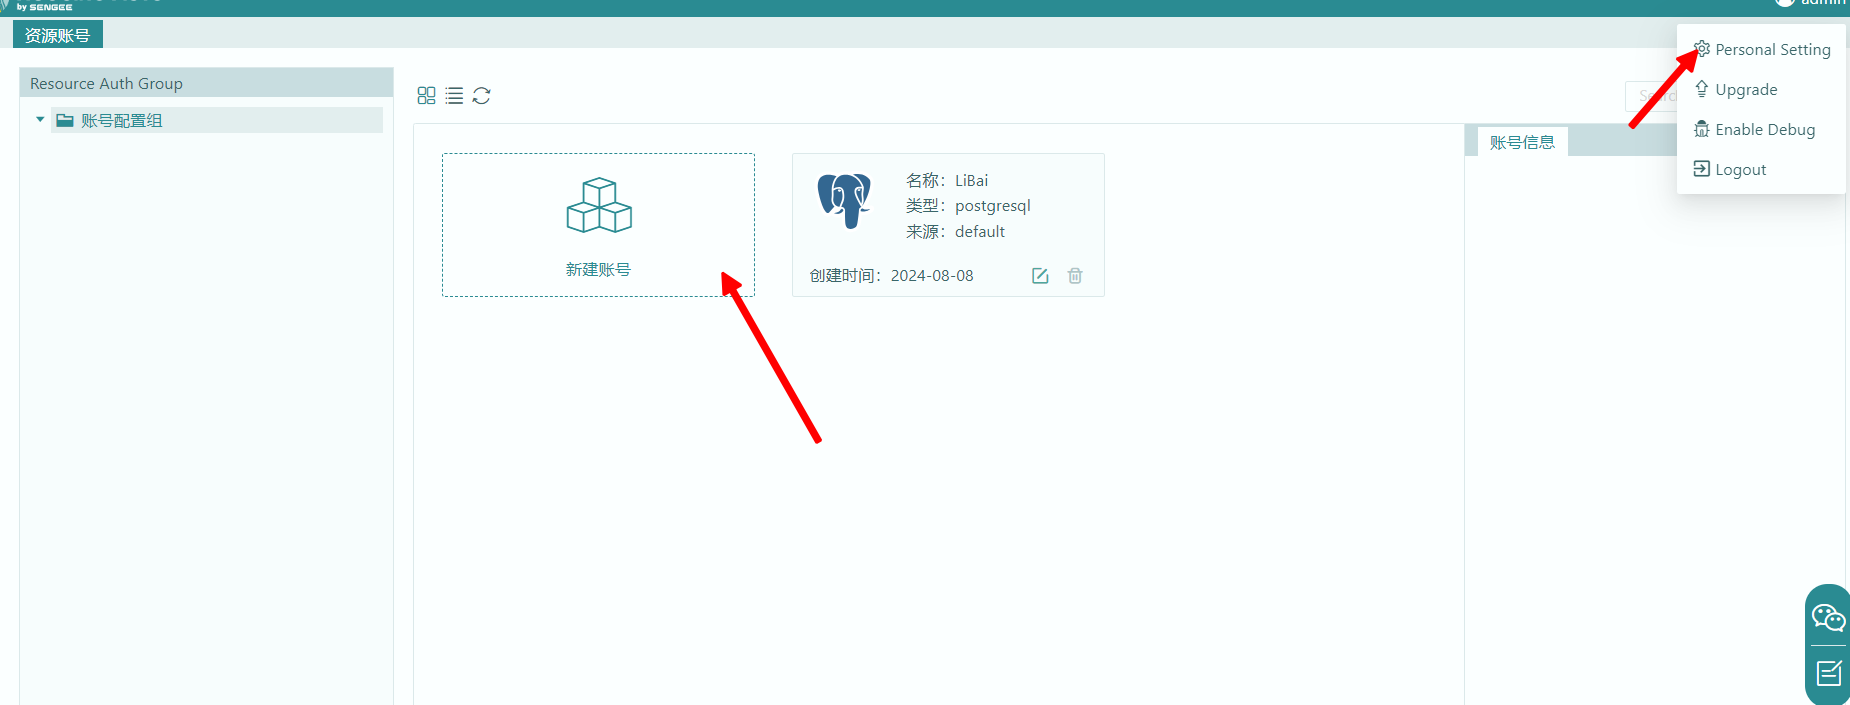 by SENGEE
admin
资源账号
Personal Setting
Upgrade
Enable Debug
Logout
Resource Auth Group
账号配置组
新建账号
名称：LiBai
类型：postgresql
来源：default
创建时间：2024-08-08
账号信息